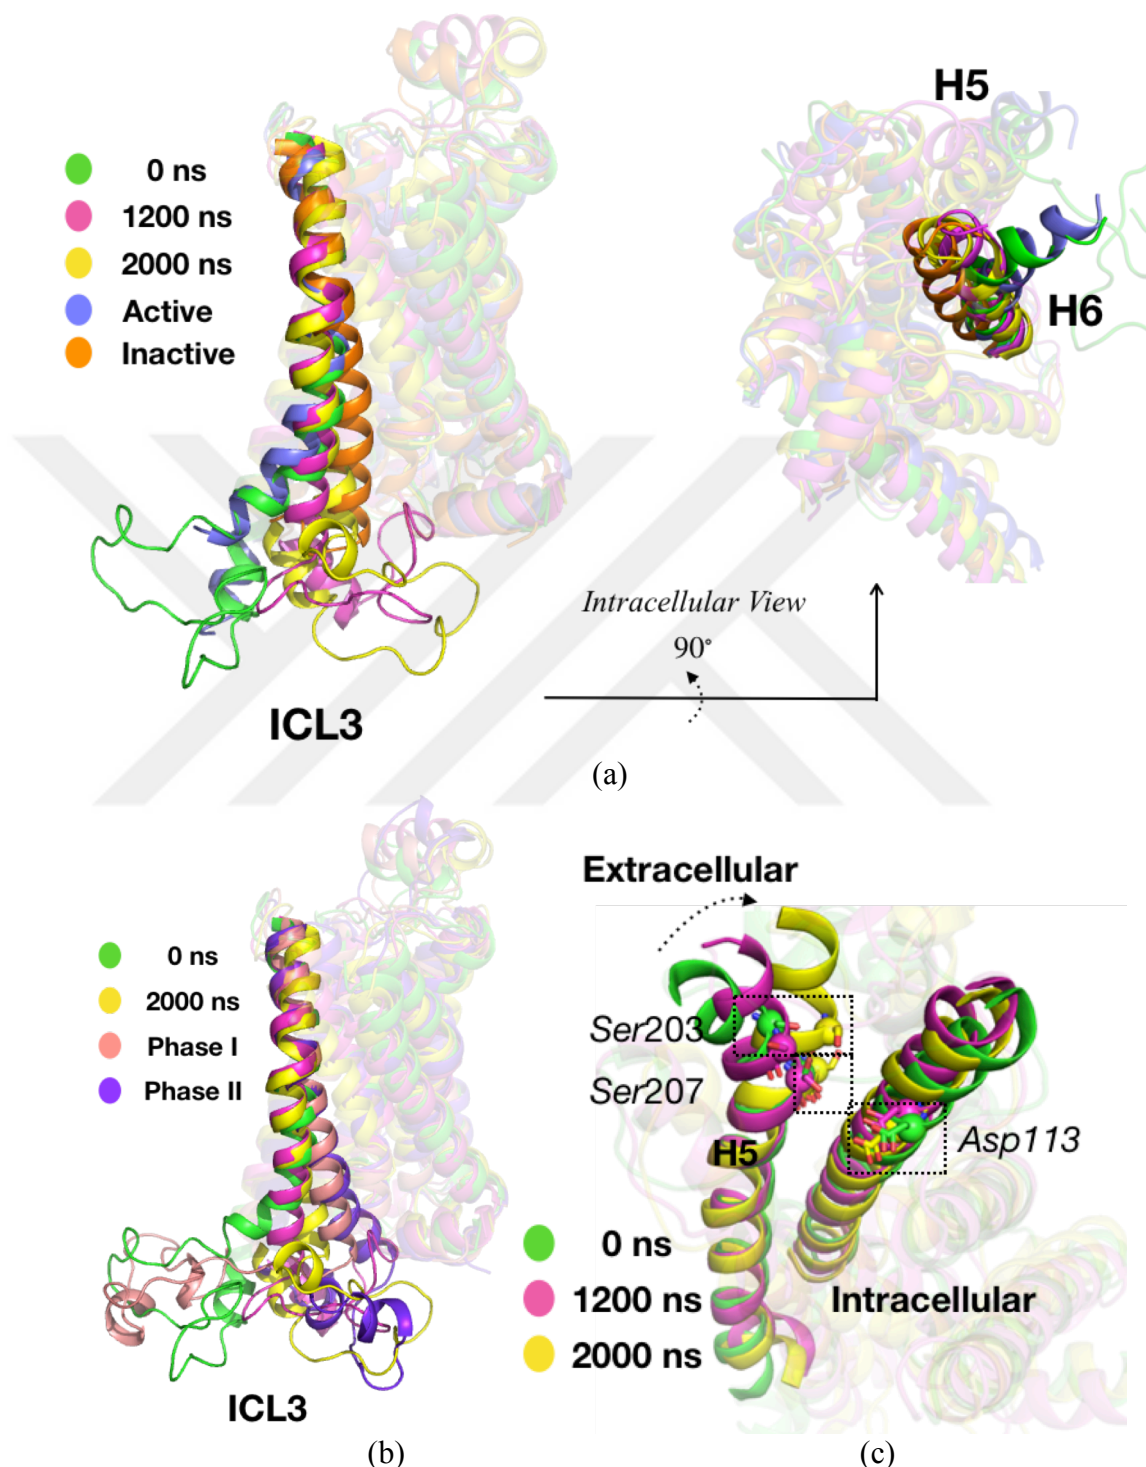 H5
0 ns
1200 ns
2000 ns
Active
Inactive
H6
Intracellular View
90°
ICL3
(a)
Extracellular
0 ns
2000 ns
Phase I
Phase II
Ser203
Ser207
H5
Asp113
0 ns
1200 ns
2000 ns
Intracellular
ICL3
(b)
(c)